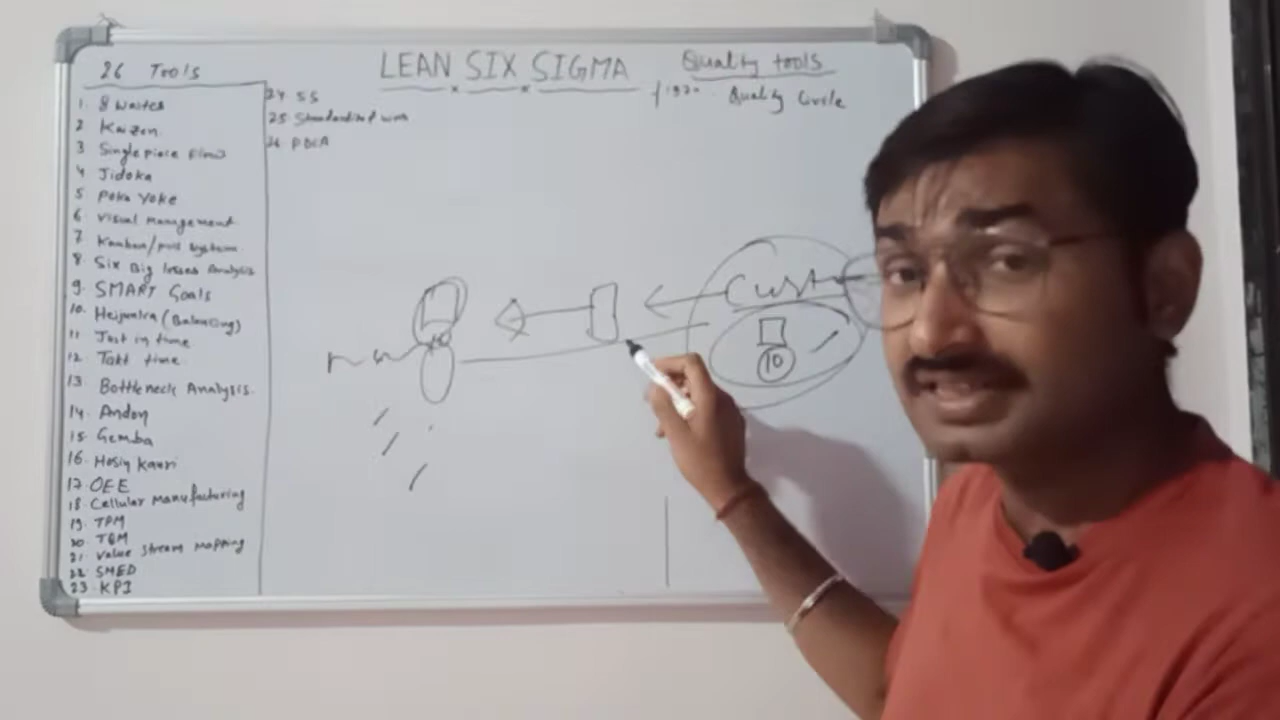 26 Tools
1. 8 Wastes
2 Kaizen
3 Single piece Flow
4 Jidoka
5 Poka Yoke
6 Visual Management
7 Kanban/pull system
8. Six Big losses Analysis
9. SMART Goals
10. Heijunka (Balancing)
11 Just in time
12. Takt time
13. Bottleneck Analysis.
14. Andon
15. Gemba
16. Hosin Kanri
17. OEE
18. Cellular Manufacturing
19. TPM
20. TQM
21. Value Stream Mapping
22. SMED
23. KPI
24. 5S
25. Standardized work
26 PDCA
LEAN SIX SIGMA
Quality tools
Quality Circle
Cust
10